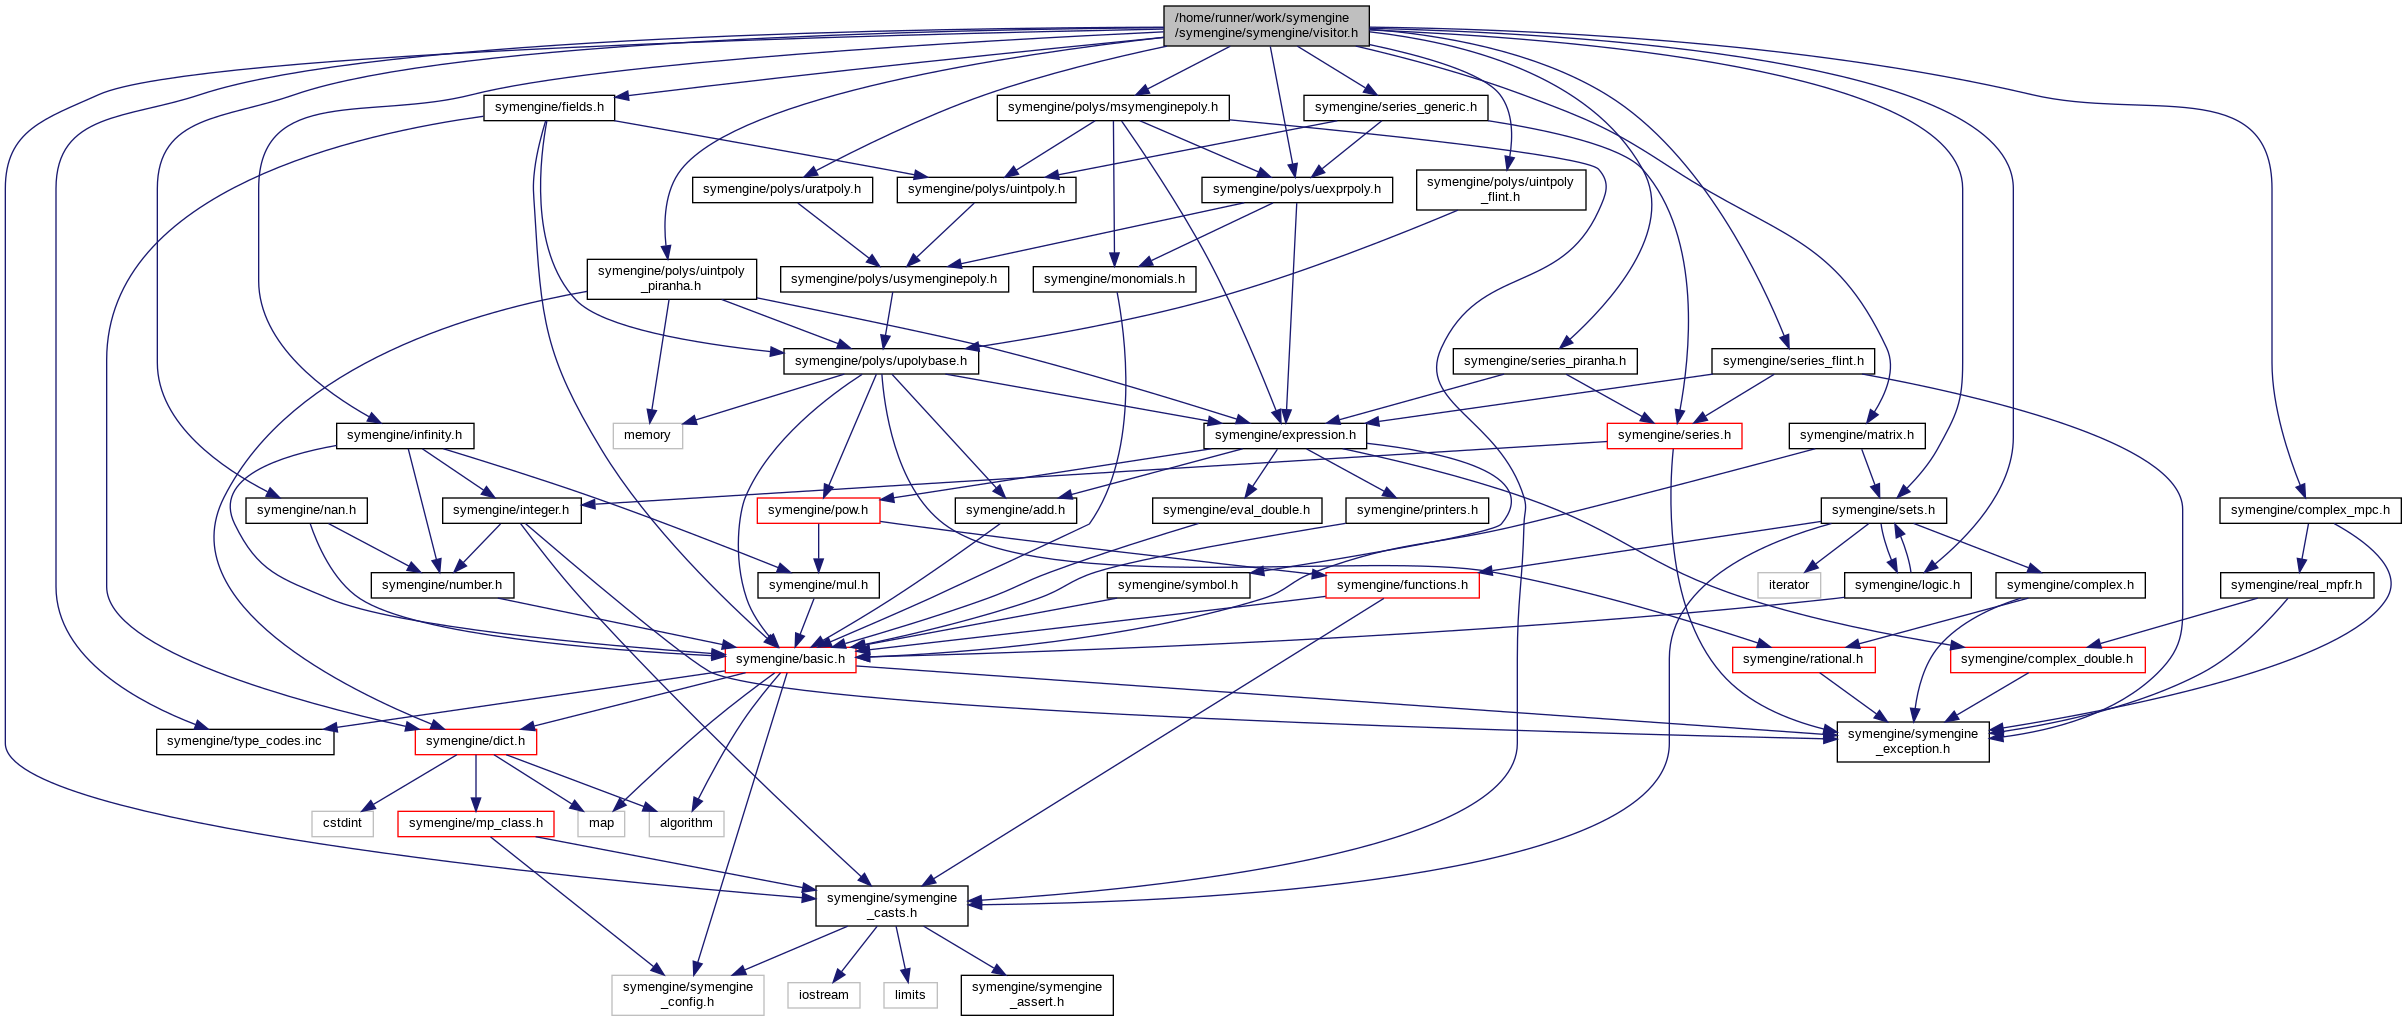 /home/runner/work/symengine
/symengine/symengine/visitor.h
symengine/fields.h
symengine/polys/msymenginepoly.h
symengine/series_generic.h
symengine/polys/uratpoly.h
symengine/polys/uintpoly.h
symengine/polys/uexprpoly.h
symengine/polys/uintpoly
_flint.h
symengine/polys/uintpoly
_piranha.h
symengine/polys/usymenginepoly.h
symengine/monomials.h
symengine/polys/upolybase.h
symengine/series_piranha.h
symengine/series_flint.h
symengine/infinity.h
memory
symengine/expression.h
symengine/series.h
symengine/matrix.h
symengine/nan.h
symengine/integer.h
symengine/pow.h
symengine/add.h
symengine/eval_double.h
symengine/printers.h
symengine/sets.h
symengine/complex_mpc.h
symengine/number.h
symengine/mul.h
symengine/symbol.h
symengine/functions.h
iterator
symengine/logic.h
symengine/complex.h
symengine/real_mpfr.h
symengine/basic.h
symengine/rational.h
symengine/complex_double.h
symengine/type_codes.inc
symengine/dict.h
symengine/symengine
_exception.h
cstdint
symengine/mp_class.h
map
algorithm
symengine/symengine
_casts.h
symengine/symengine
_config.h
iostream
limits
symengine/symengine
_assert.h